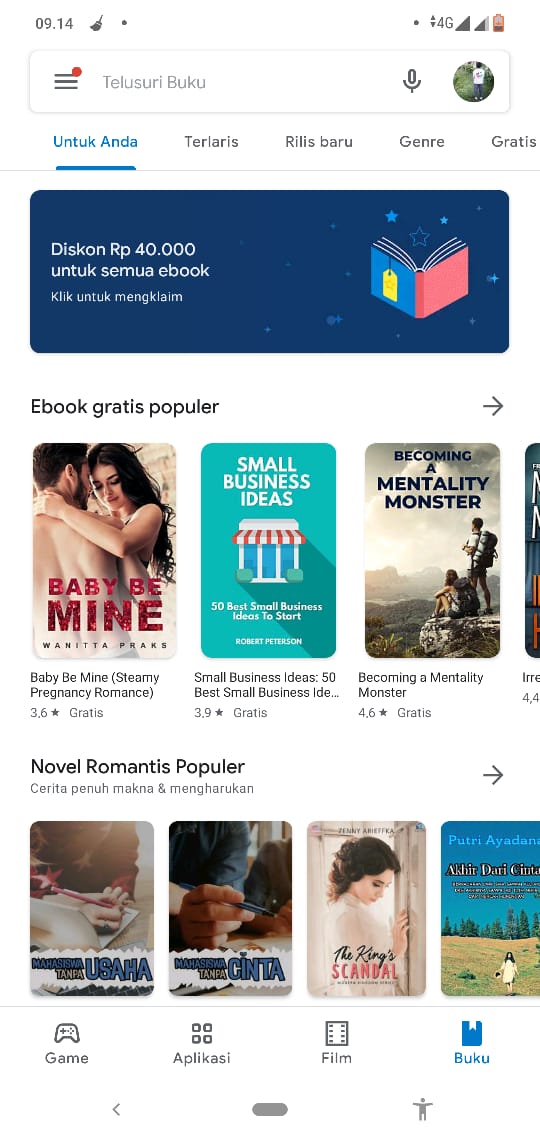 09.14
4G
Telusuri Buku
Untuk Anda
Terlaris
Rilis baru
Genre
Gratis
Diskon Rp 40.000
untuk semua ebook
Klik untuk mengklaim
Ebook gratis populer
BABY BE
MINE
WANITTA PRAKS
SMALL
BUSINESS
IDEAS
50 Best Small Business
Ideas To Start
ROBERT PETERSON
BECOMING
A
MENTALITY
MONSTER
Baby Be Mine (Steamy
Pregnancy Romance)
3,6 ★ Gratis
Small Business Ideas: 50
Best Small Business Ide...
3,9 ★ Gratis
Becoming a Mentality
Monster
4,6 ★ Gratis
Irre
4,4
Novel Romantis Populer
Cerita penuh makna & mengharukan
MAHASISWA
TANPA USAHA
MAHASISWA
TANPA CINTA
ZENNY ARIEFFKA
The King's
SCANDAL
MODERN KINGDOM SERIES
Putri Ayadana
Akhir Dari Cinta
Game
Aplikasi
Film
Buku